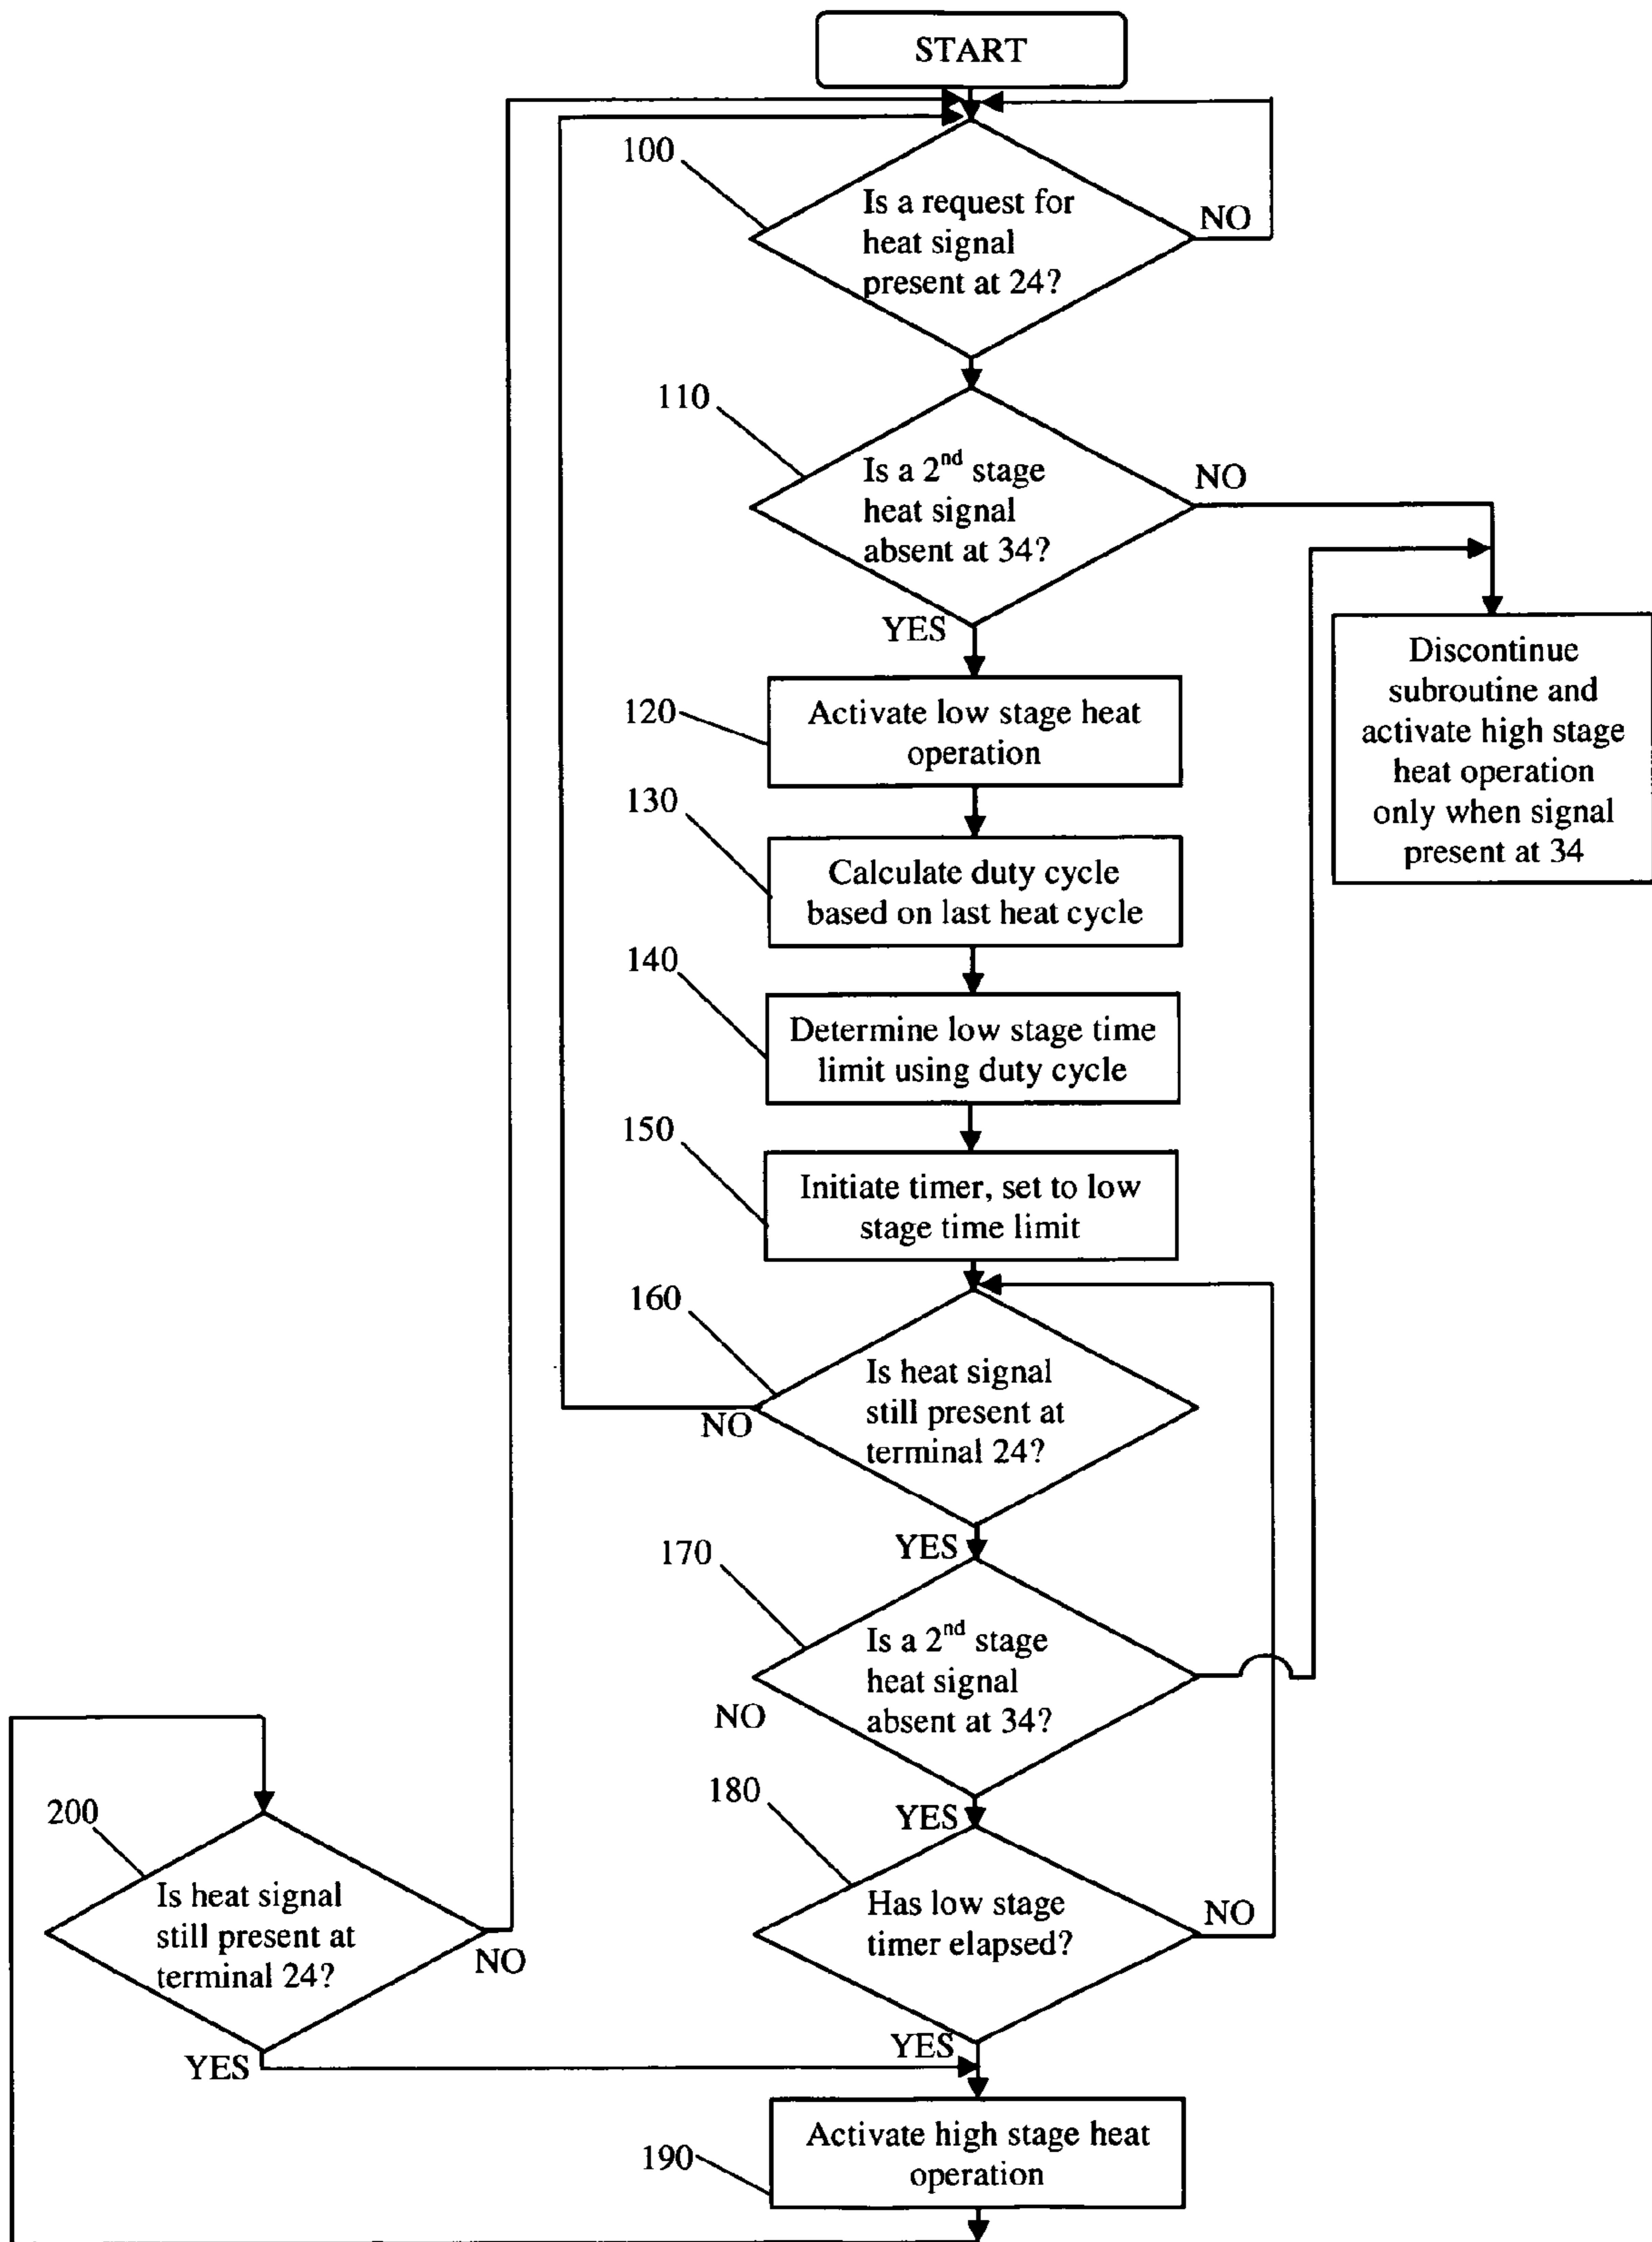 START
100
Is a request for
heat signal
present at 24?
NO
110
Is a 2nd stage
heat signal
absent at 34?
NO
YES
Discontinue
subroutine and
activate high stage
heat operation
only when signal
present at 34
120
Activate low stage heat
operation
130
Calculate duty cycle
based on last heat cycle
140
Determine low stage time
limit using duty cycle
150
Initiate timer, set to low
stage time limit
160
Is heat signal
still present at
terminal 24?
NO
YES
170
Is a 2nd stage
heat signal
absent at 34?
NO
YES
180
Has low stage
timer elapsed?
NO
YES
200
Is heat signal
still present at
terminal 24?
NO
YES
190
Activate high stage heat
operation